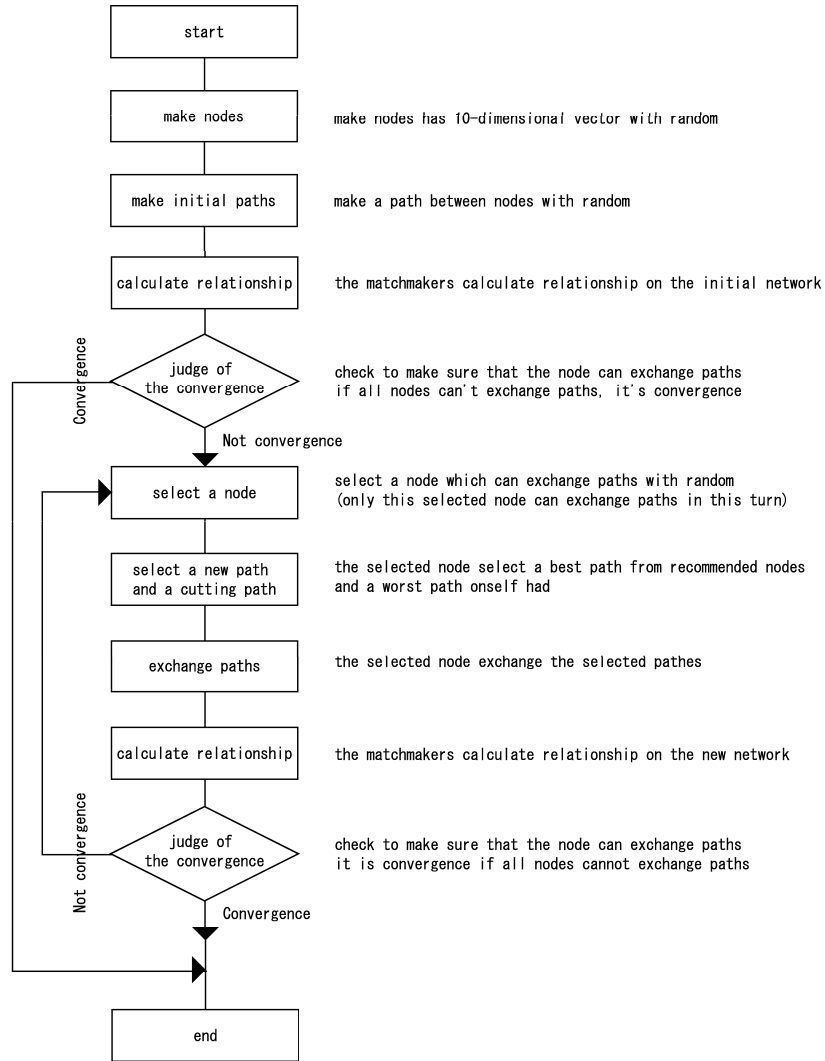 start
make nodes
make nodes has 10-dimensional vector with random
make initial paths
make a path between nodes with random
calculate relationship
the matchmakers calculate relationship on the initial network
Convergence
judge of
the convergence
check to make sure that the node can exchange paths
if all nodes can't exchange paths, it's convergence
Not convergence
select a node
select a node which can exchange paths with random
(only this selected node can exchange paths in this turn)
select a new path
and a cutting path
the selected node select a best path from recommended nodes
and a worst path onself had
exchange paths
the selected node exchange the selected pathes
calculate relationship
the matchmakers calculate relationship on the new network
Not convergence
judge of
the convergence
check to make sure that the node can exchange paths
it is convergence if all nodes cannot exchange paths
Convergence
end